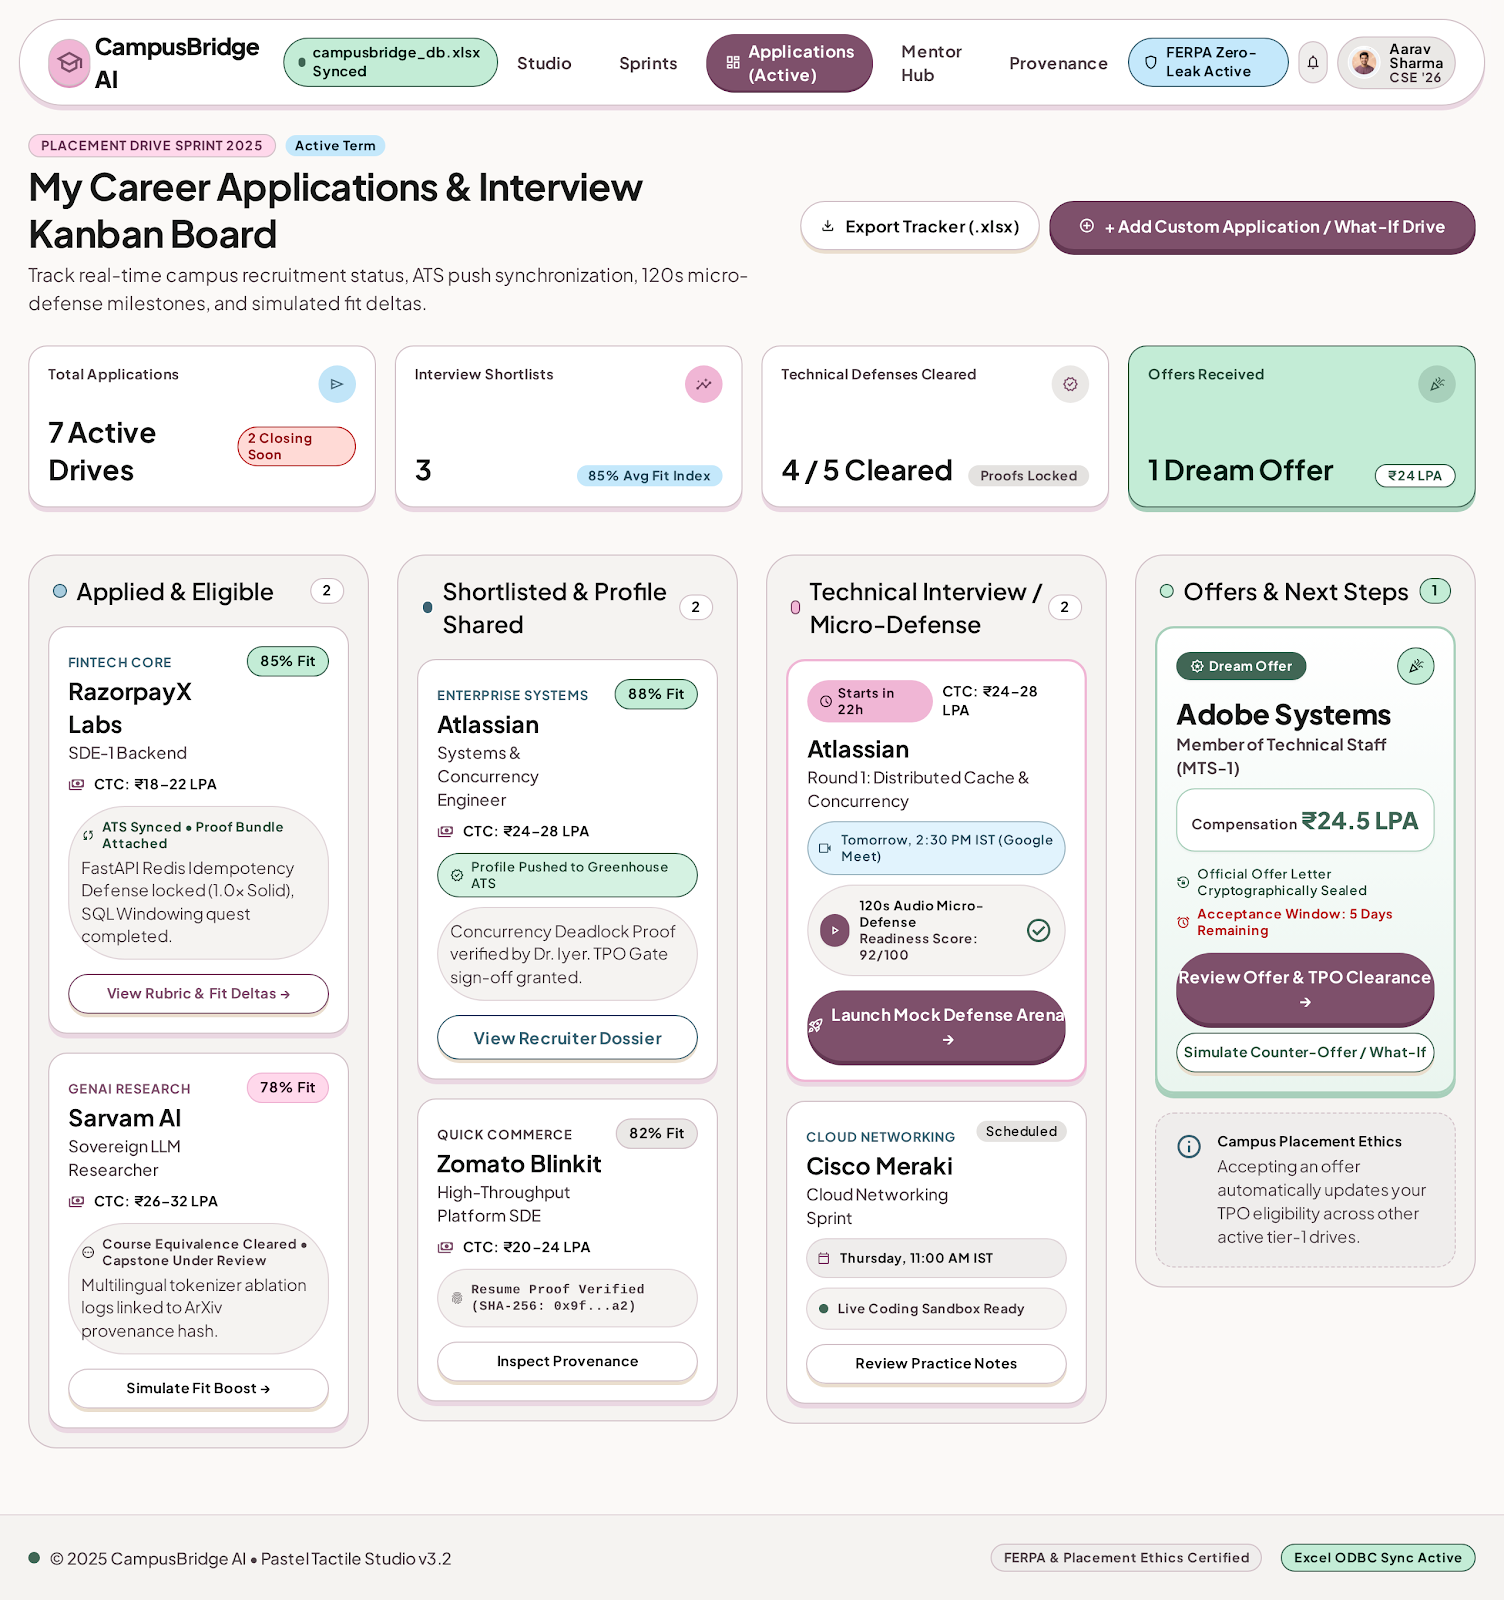 CampusBridge
AI
campusbridge_db.xlsx
Synced
Studio
Sprints
Applications
(Active)
Mentor
Hub
Provenance
FERPA Zero-
Leak Active
Aarav
Sharma
CSE '26
PLACEMENT DRIVE SPRINT 2025
Active Term
My Career Applications & Interview
Kanban Board
Track real-time campus recruitment status, ATS push synchronization, 120s micro-
defense milestones, and simulated fit deltas.
Export Tracker (.xlsx)
+ Add Custom Application / What-If Drive
Total Applications
7 Active
Drives
2 Closing
Soon
Interview Shortlists
3
85% Avg Fit Index
Technical Defenses Cleared
4 / 5 Cleared
Proofs Locked
Offers Received
1 Dream Offer
₹24 LPA
Applied & Eligible
2
FINTECH CORE
85% Fit
RazorpayX
Labs
SDE-1 Backend
CTC: ₹18-22 LPA
ATS Synced • Proof Bundle
Attached
FastAPI Redis Idempotency
Defense locked (1.0x Solid),
SQL Windowing quest
completed.
View Rubric & Fit Deltas →
GENAI RESEARCH
78% Fit
Sarvam AI
Sovereign LLM
Researcher
CTC: ₹26-32 LPA
Course Equivalence Cleared •
Capstone Under Review
Multilingual tokenizer ablation
logs linked to ArXiv
provenance hash.
Simulate Fit Boost →
Shortlisted & Profile
Shared
2
ENTERPRISE SYSTEMS
88% Fit
Atlassian
Systems &
Concurrency
Engineer
CTC: ₹24-28 LPA
Profile Pushed to Greenhouse
ATS
Concurrency Deadlock Proof
verified by Dr. Iyer. TPO Gate
sign-off granted.
View Recruiter Dossier
QUICK COMMERCE
82% Fit
Zomato Blinkit
High-Throughput
Platform SDE
CTC: ₹20-24 LPA
Resume Proof Verified
(SHA-256: 0x9f...a2)
Inspect Provenance
Technical Interview /
Micro-Defense
2
Starts in
22h
CTC: ₹24-28
LPA
Atlassian
Round 1: Distributed Cache &
Concurrency
Tomorrow, 2:30 PM IST (Google
Meet)
120s Audio Micro-
Defense
Readiness Score:
92/100
Launch Mock Defense Arena
→
CLOUD NETWORKING
Scheduled
Cisco Meraki
Cloud Networking
Sprint
Thursday, 11:00 AM IST
Live Coding Sandbox Ready
Review Practice Notes
Offers & Next Steps
1
Dream Offer
Adobe Systems
Member of Technical Staff
(MTS-1)
Compensation ₹24.5 LPA
Official Offer Letter
Cryptographically Sealed
Acceptance Window: 5 Days
Remaining
Review Offer & TPO Clearance
→
Simulate Counter-Offer / What-If
Campus Placement Ethics
Accepting an offer
automatically updates your
TPO eligibility across other
active tier-1 drives.
© 2025 CampusBridge AI • Pastel Tactile Studio v3.2
FERPA & Placement Ethics Certified
Excel ODBC Sync Active